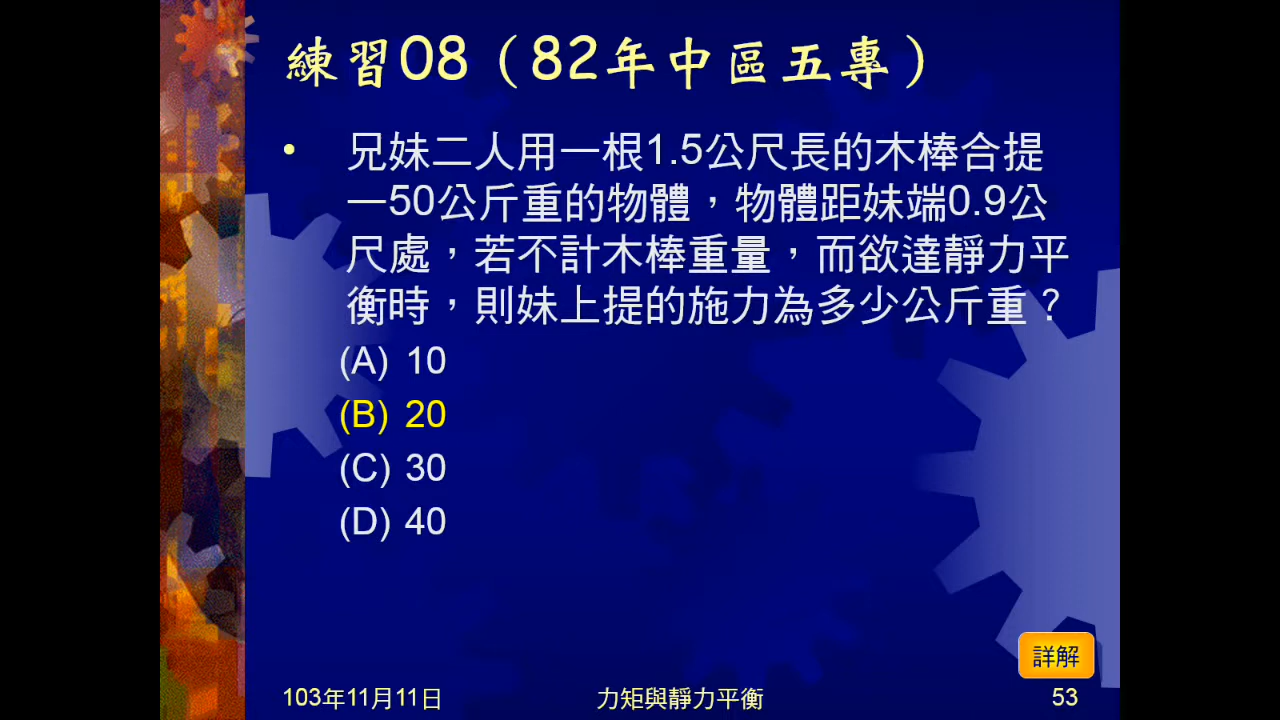 練習08（82年中區五專）
• 兄妹二人用一根1.5公尺長的木棒合提
一50公斤重的物體，物體距妹端0.9公
尺處，若不計木棒重量，而欲達靜力平
衡時，則妹上提的施力為多少公斤重？
(A) 10
(B) 20
(C) 30
(D) 40
詳解
103年11月11日 力矩與靜力平衡 53